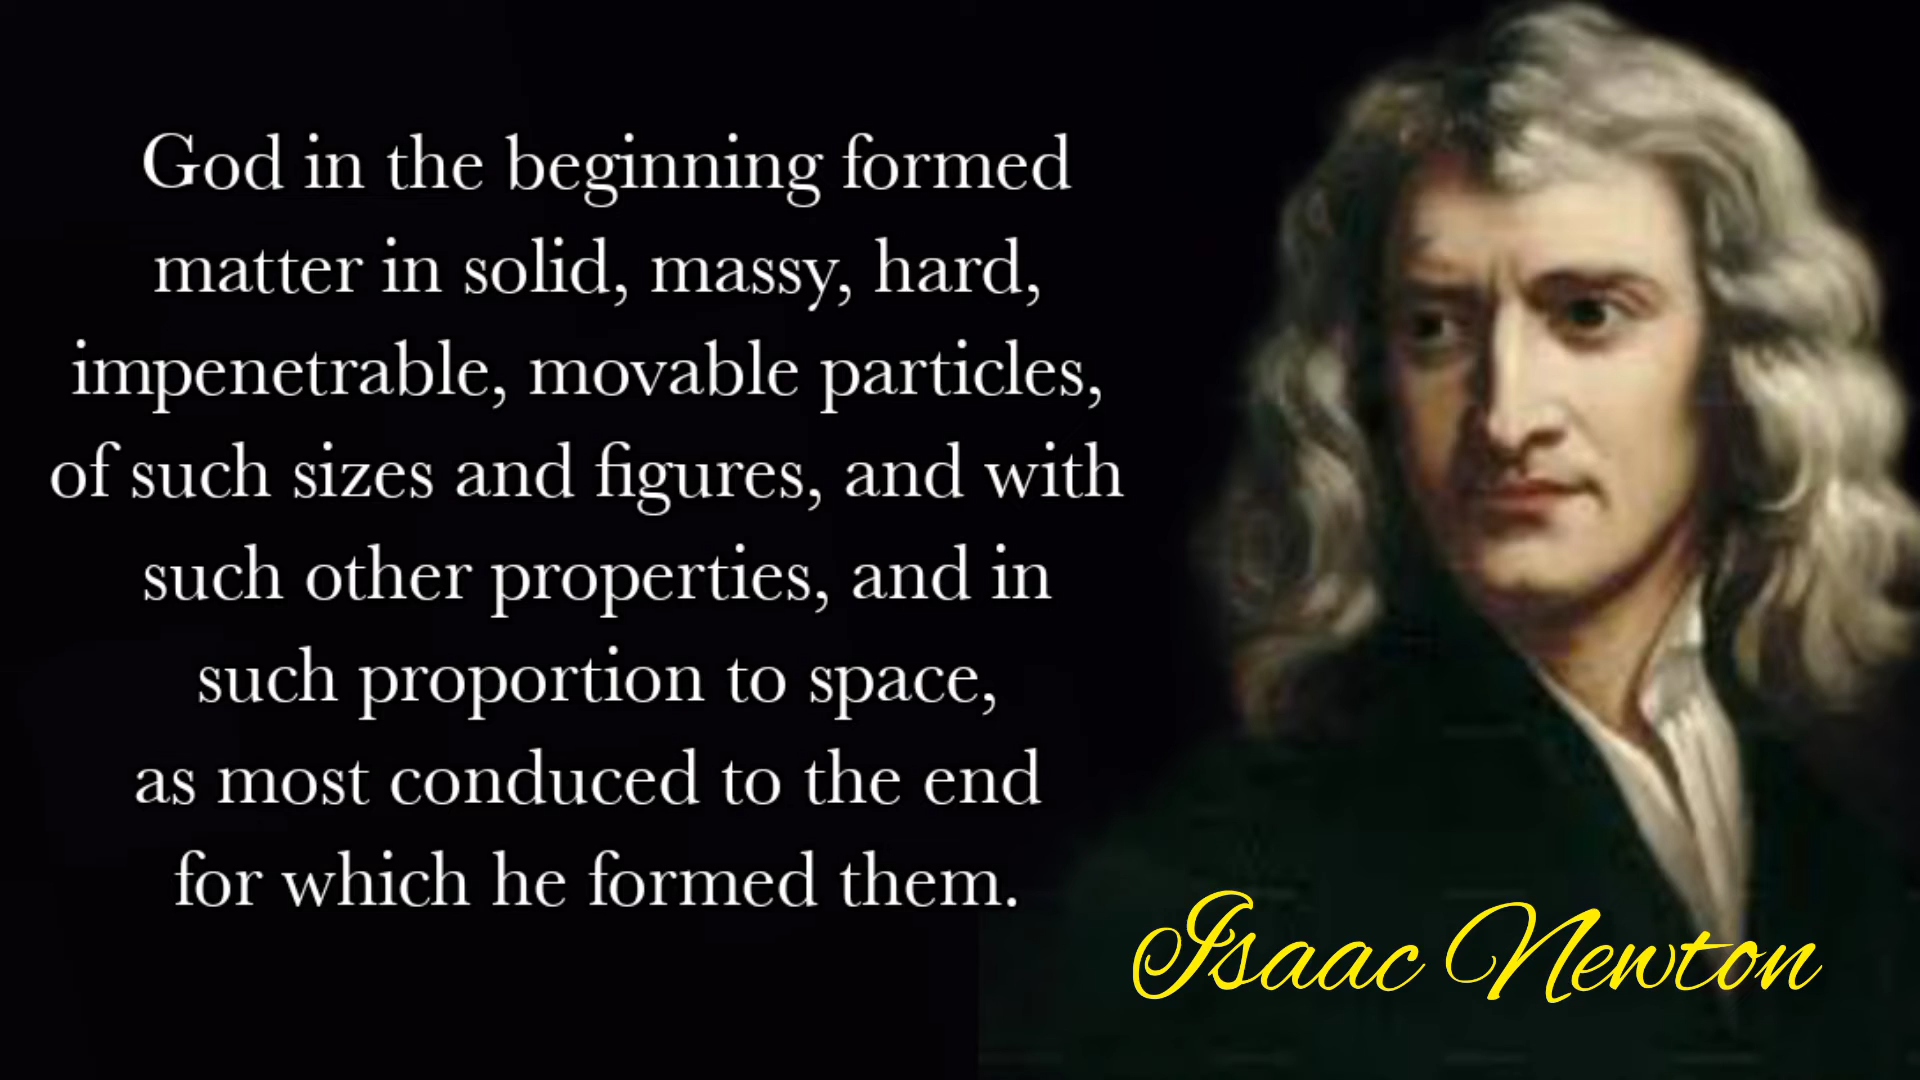 God in the beginning formed
matter in solid, massy, hard,
impenetrable, movable particles,
of such sizes and figures, and with
such other properties, and in
such proportion to space,
as most conduced to the end
for which he formed them.
Isaac Newton